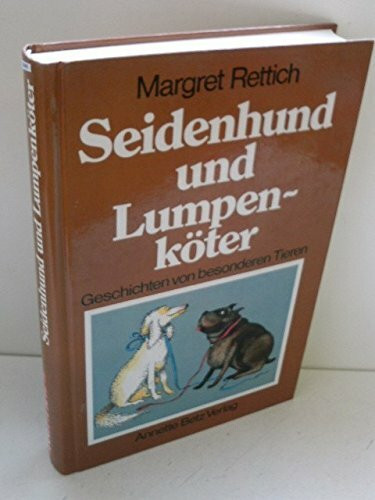 Margret Rettich
Seidenhund
und
Lumpen-
köter
Geschichten von besonderen Tieren
Annette Betz Verlag
Seidenhund und Lumpenköter